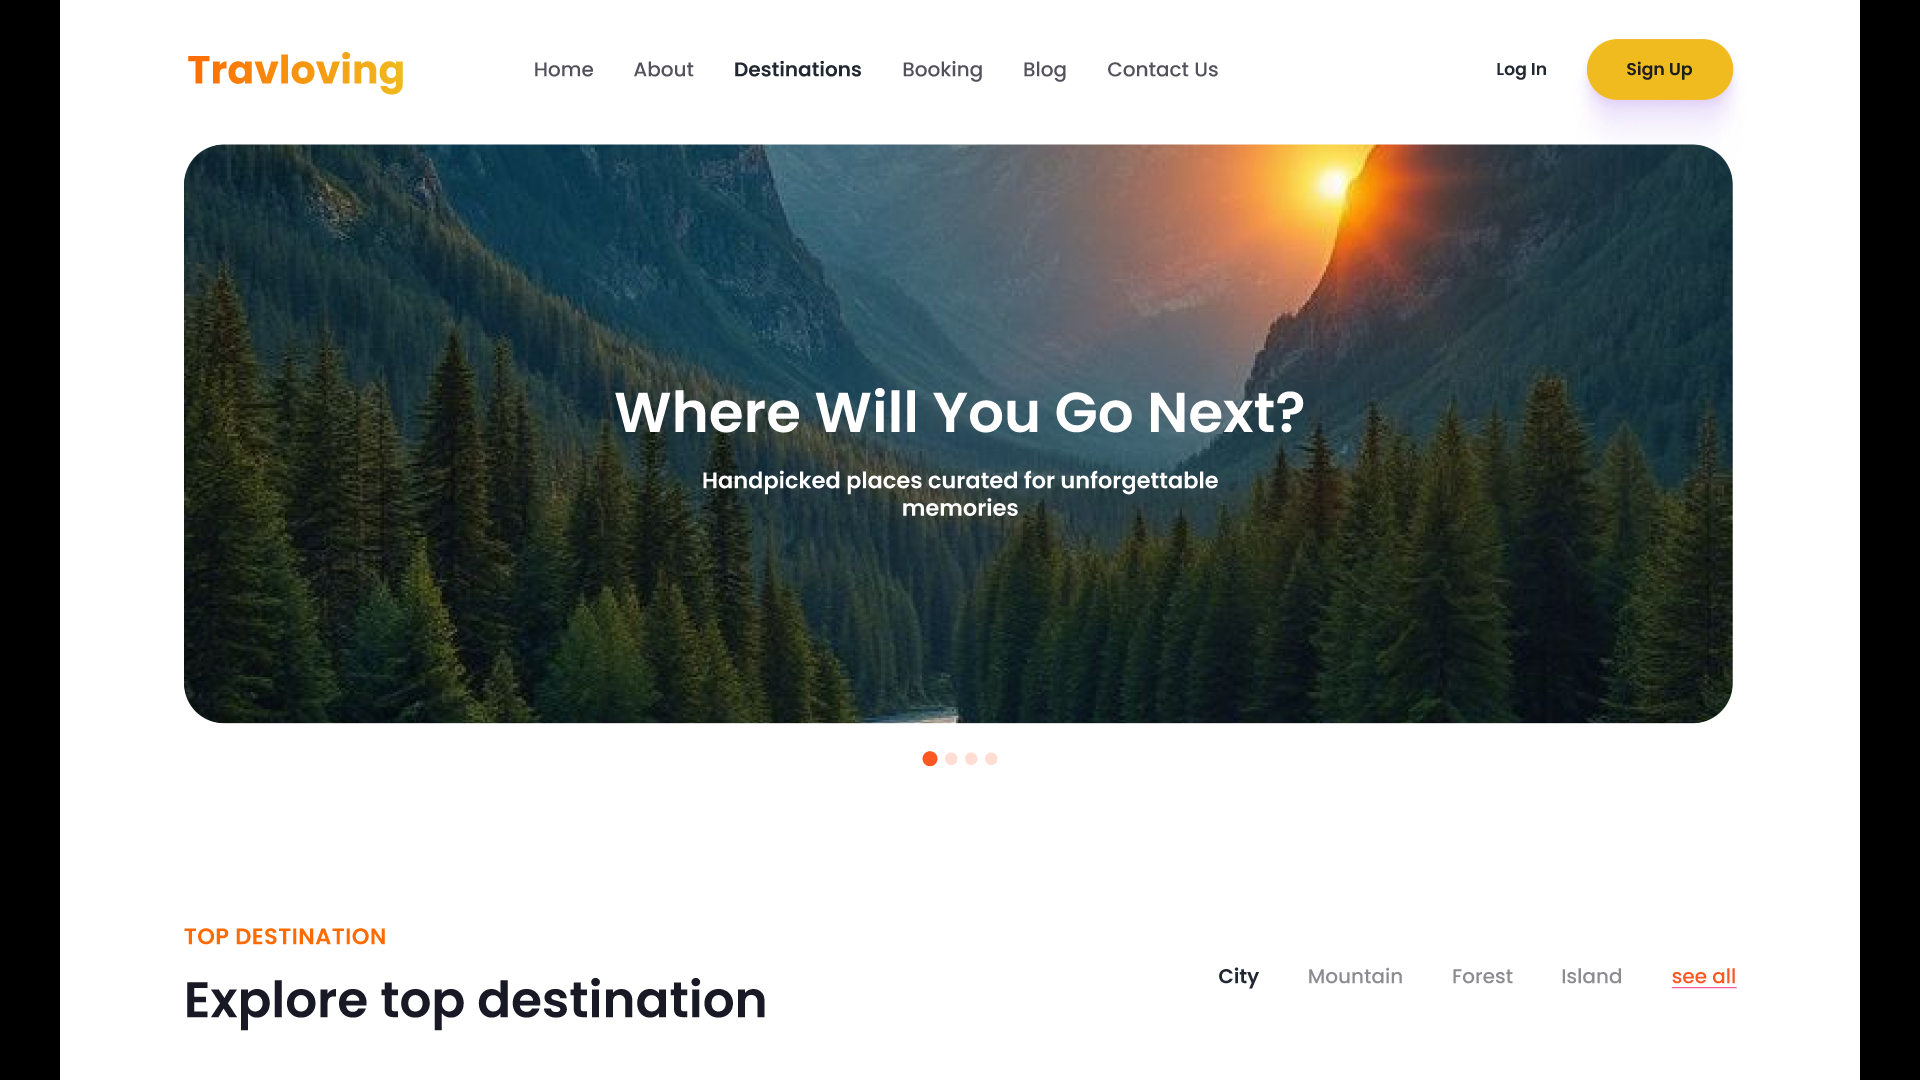 Travloving
Home About Destinations Booking Blog Contact Us
Log In
Sign Up
Where Will You Go Next?
Handpicked places curated for unforgettable
memories
TOP DESTINATION
Explore top destination
City Mountain Forest Island see all